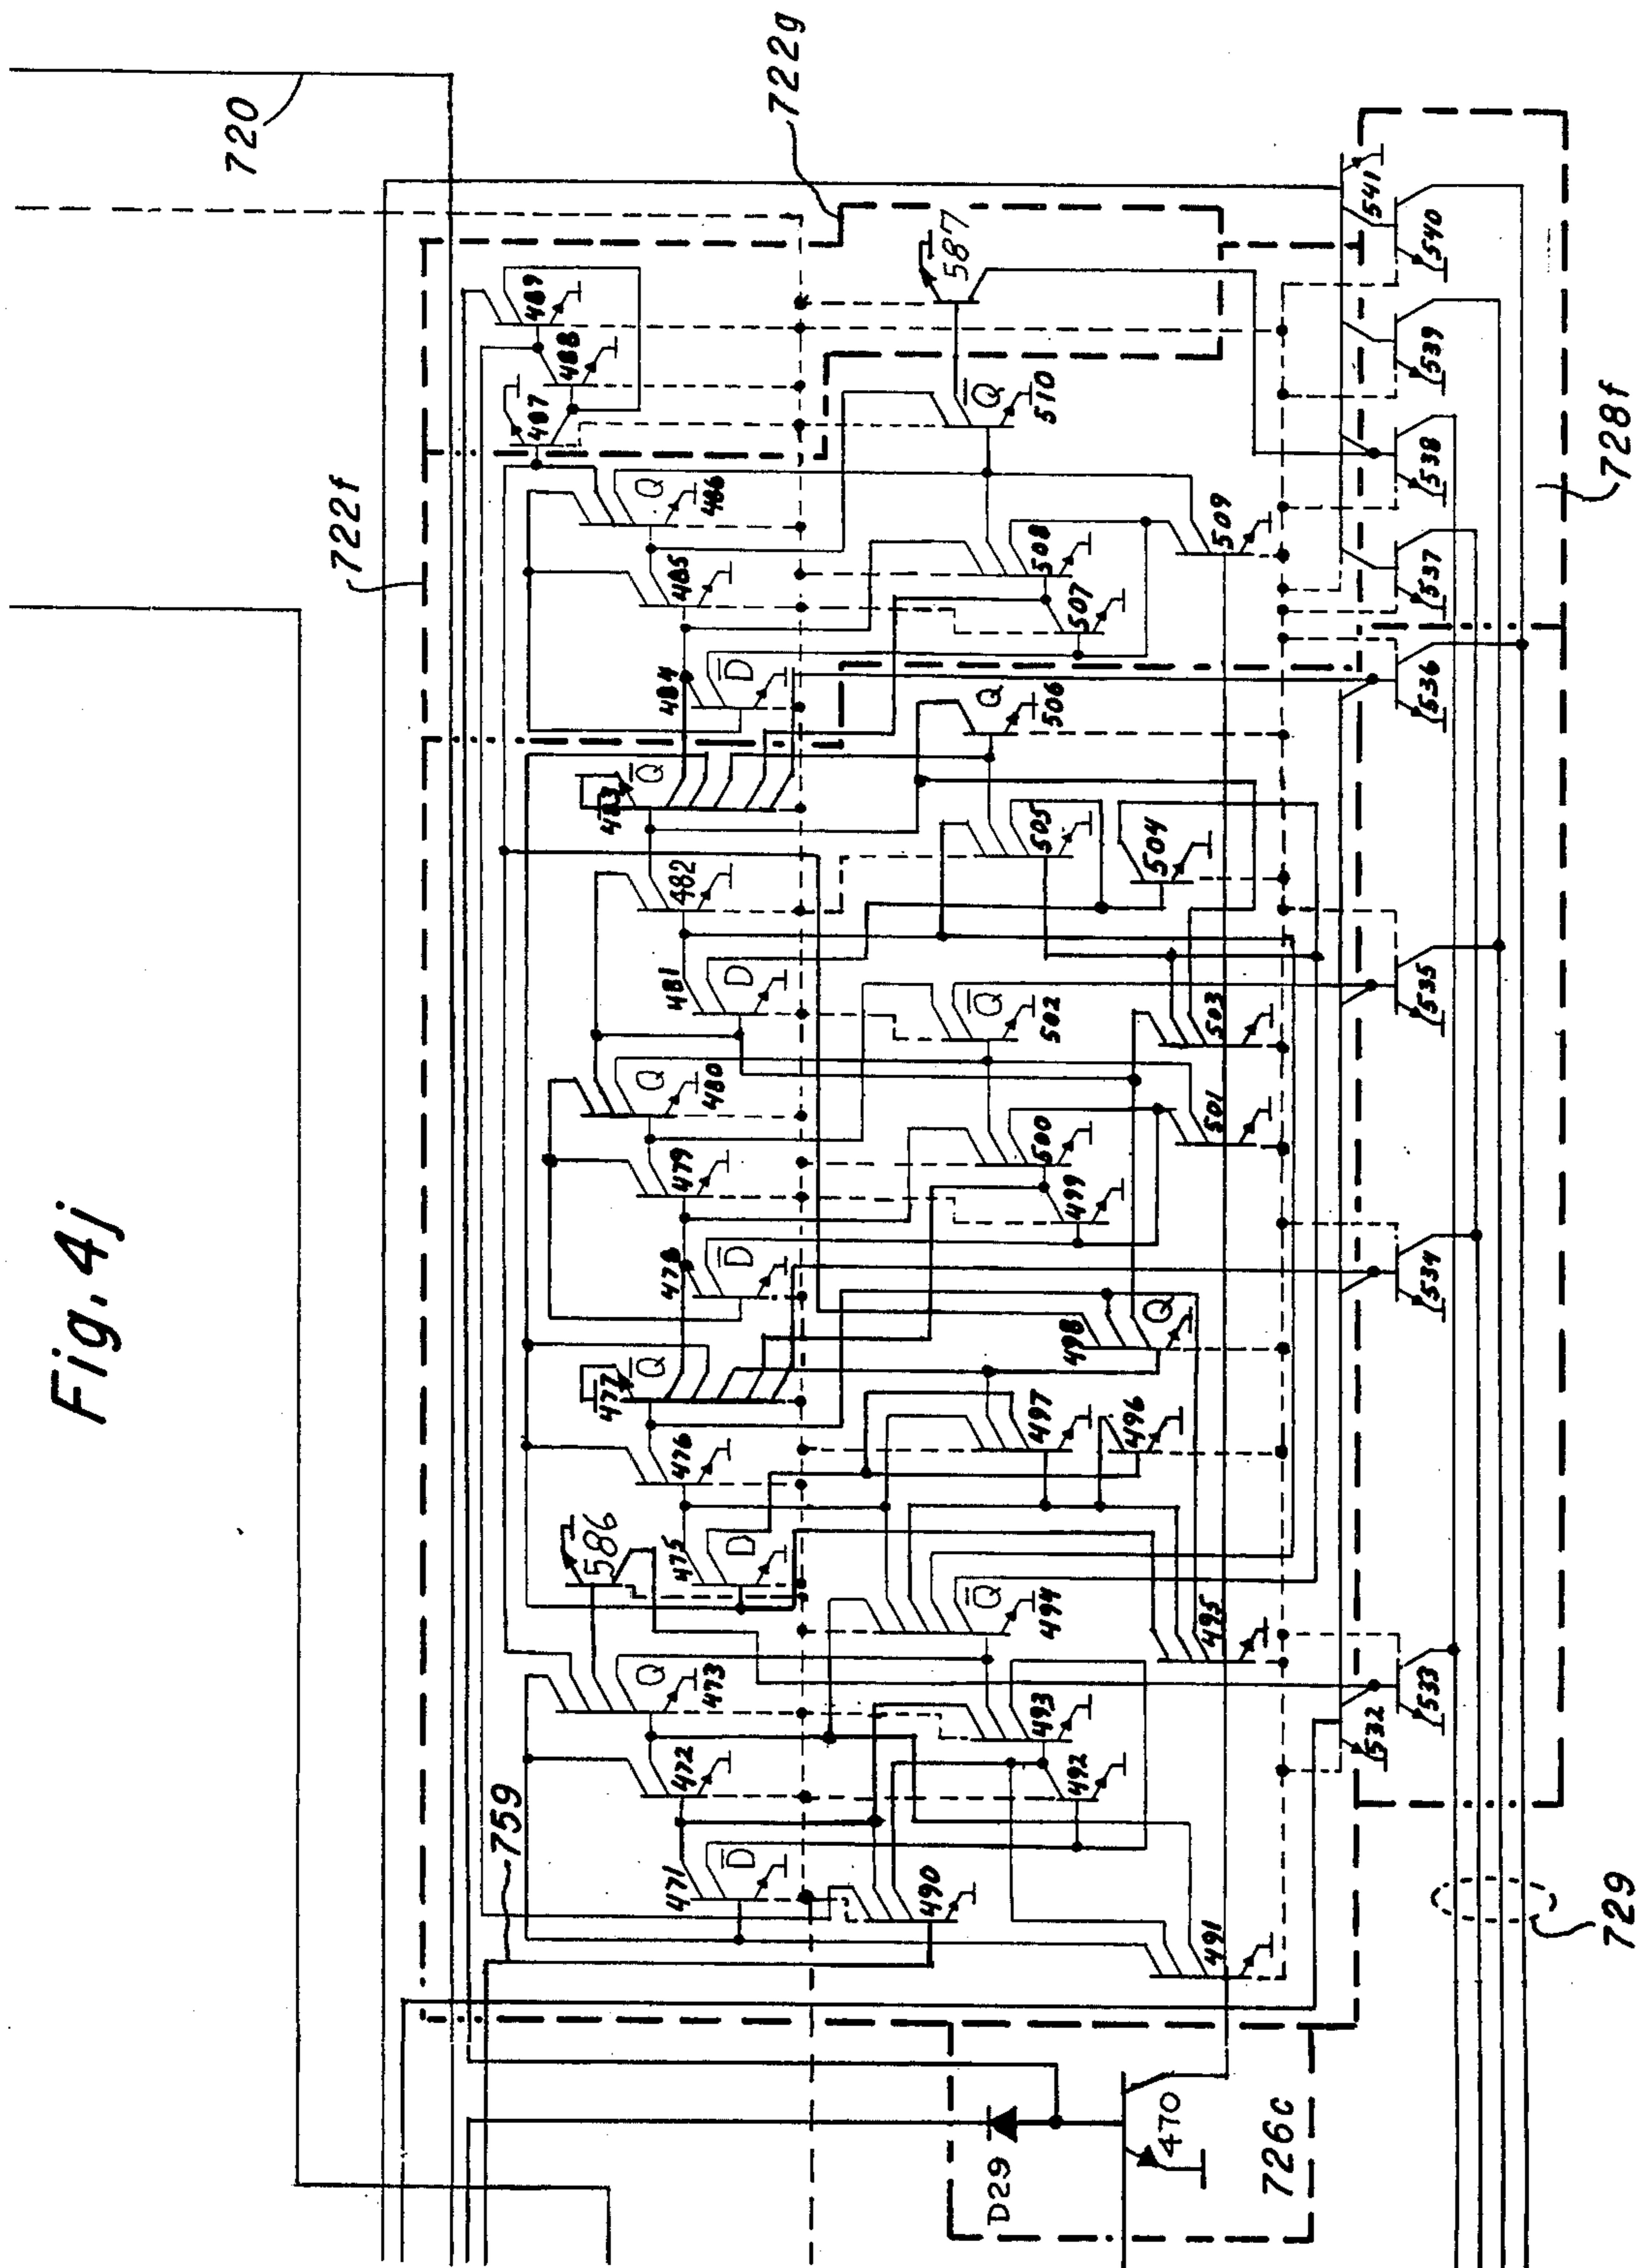 Fig. 4j
720
722f
722g
489
488
487
587
Q̅
510
Q
486
485
508
509
507
D̅
484
Q
506
Q̅
483
482
505
504
D
481
Q̅
502
503
Q
480
479
500
501
499
D̅
478
Q
498
Q̅
477
476
497
496
586
D
475
Q̅
494
495
Q
473
472
493
492
759
D̅
471
490
491
541
540
539
538
537
536
535
534
533
532
728f
729
D29
470
726c